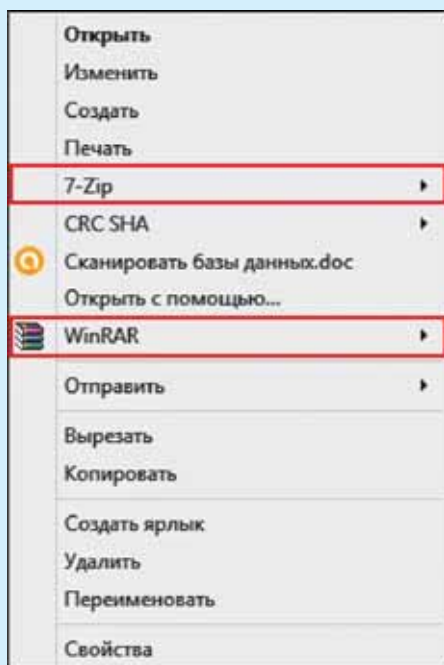 Открыть
Изменить
Создать
Печать
7-Zip
CRC SHA
Сканировать базы данных.doc
Открыть с помощью...
WinRAR
Отправить
Вырезать
Копировать
Создать ярлык
Удалить
Переименовать
Свойства